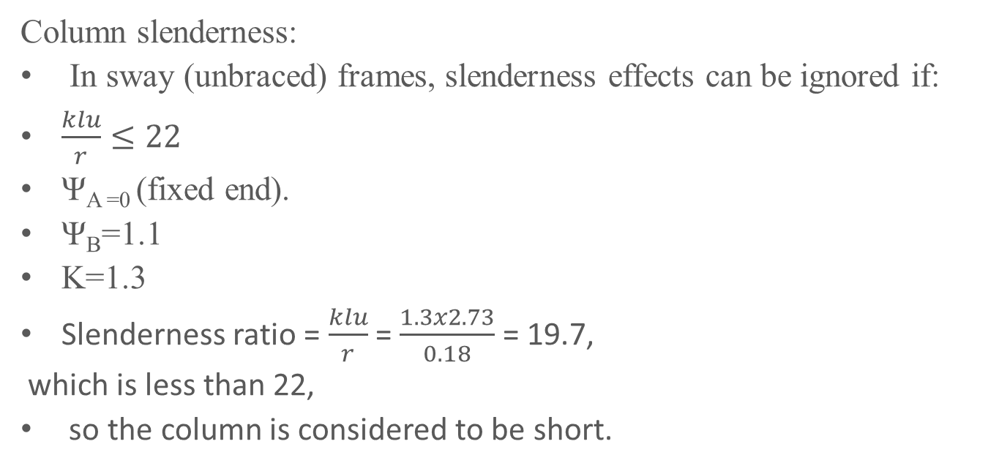 Column slenderness:
• In sway (unbraced) frames, slenderness effects can be ignored if:
• klu/r ≤ 22
• Ψ_A =0 (fixed end).
• Ψ_B=1.1
• K=1.3
• Slenderness ratio = klu/r = 1.3x2.73/0.18 = 19.7,
which is less than 22,
• so the column is considered to be short.